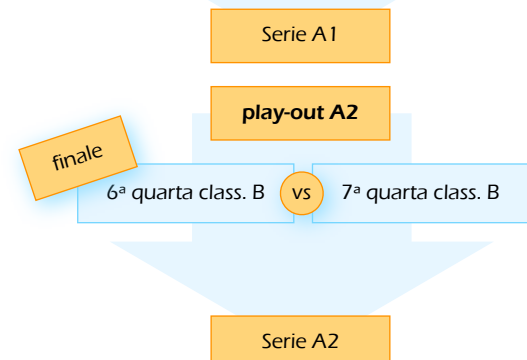 Serie A1
play-out A2
finale
6ª quarta class. B vs 7ª quarta class. B
Serie A2